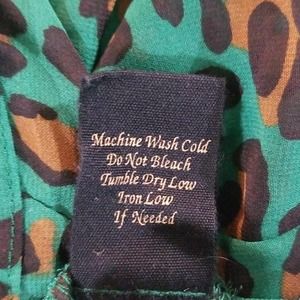 Machine Wash Cold
Do Not Bleach
Tumble Dry Low
Iron Low
If Needed